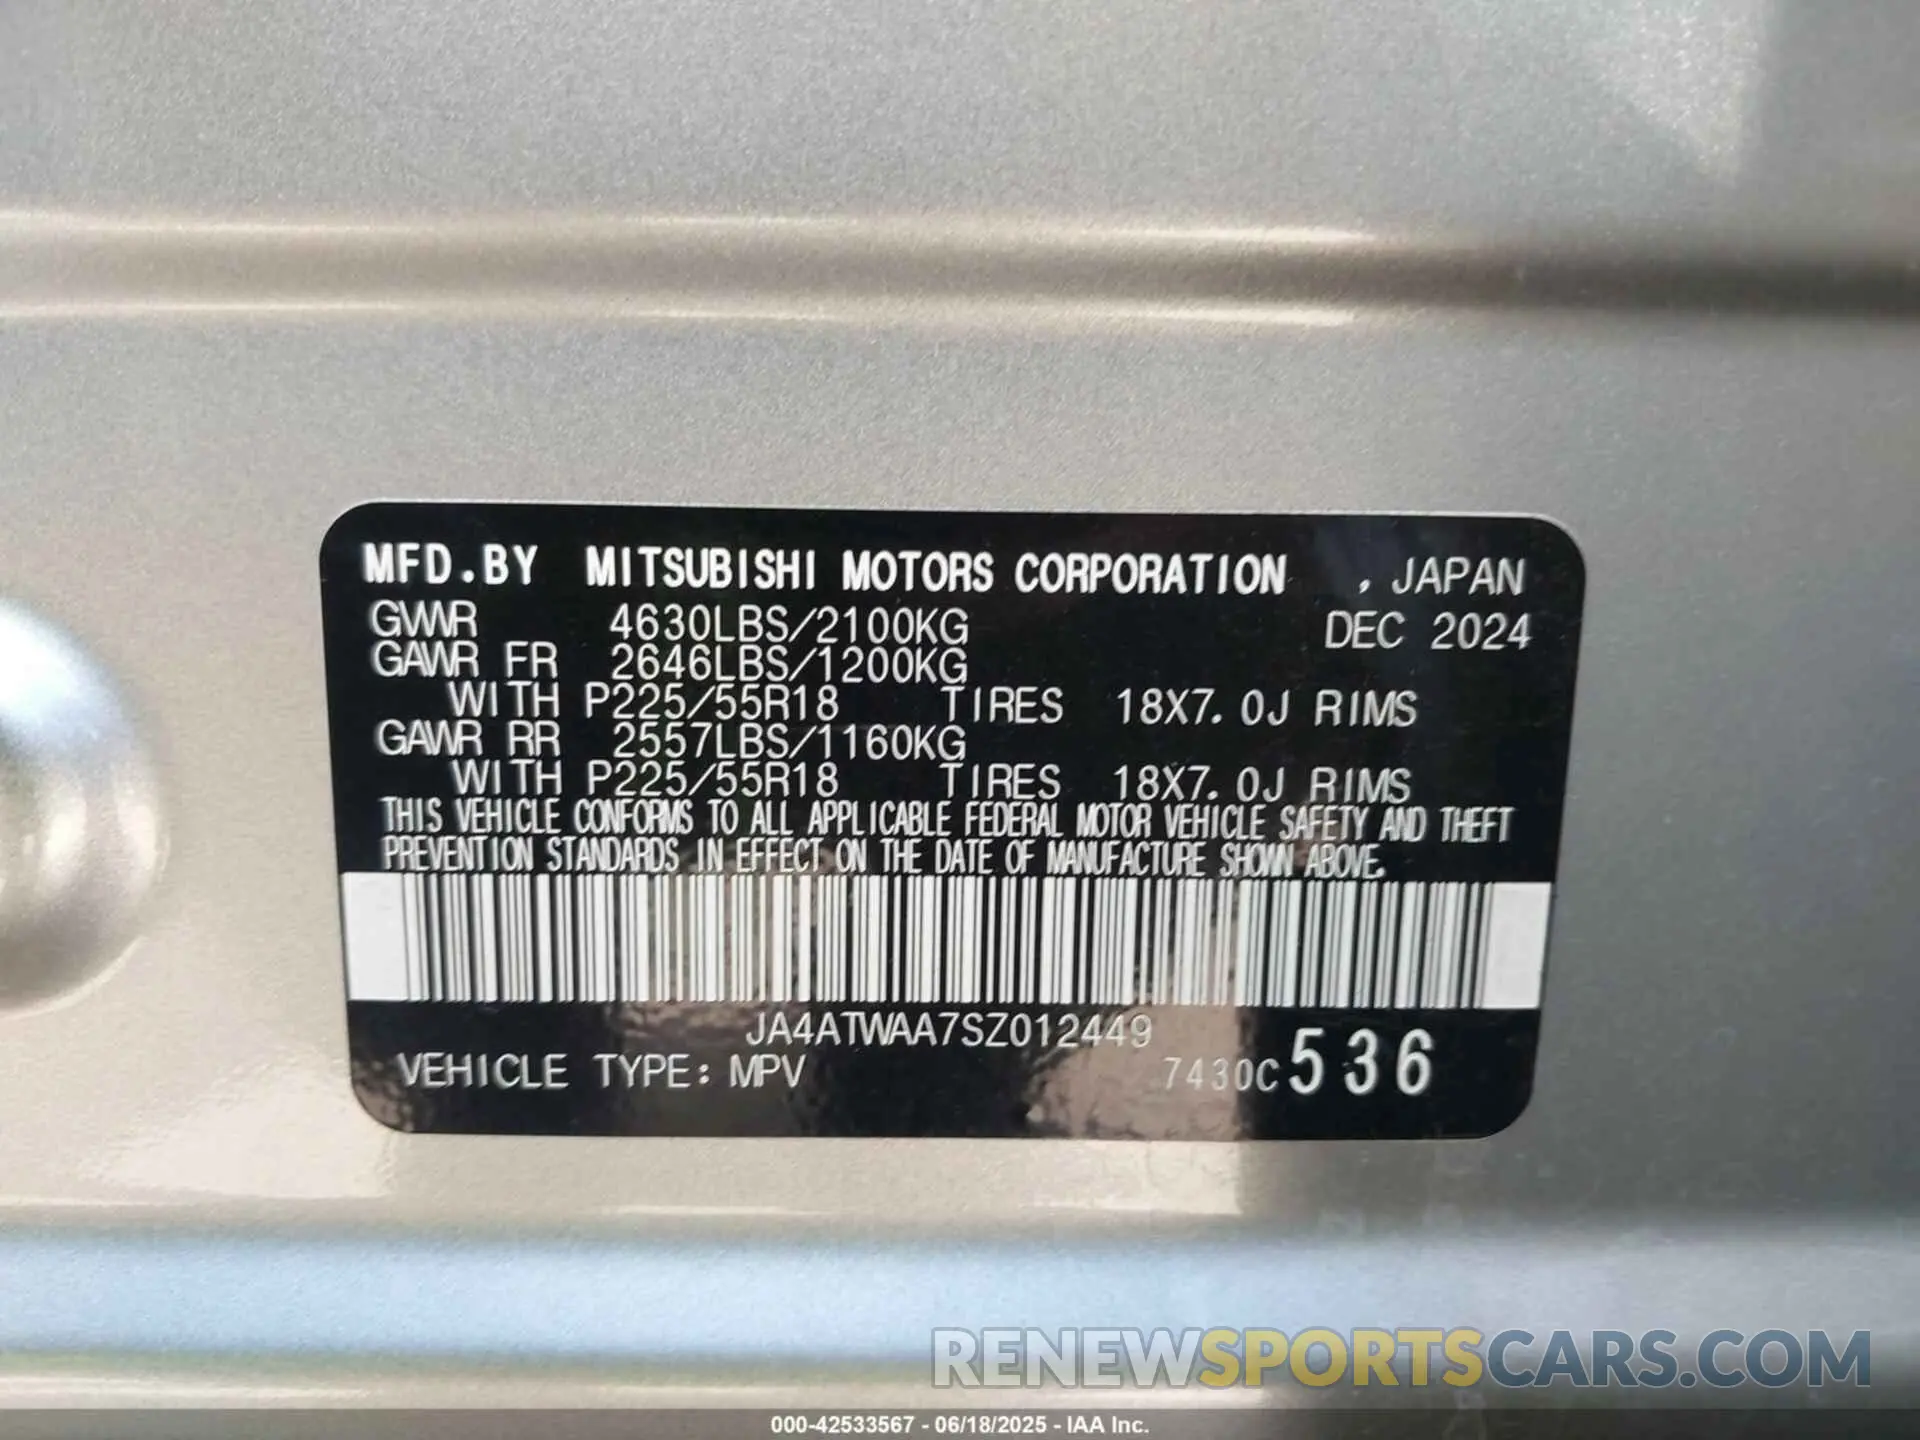 MFD.BY MITSUBISHI MOTORS CORPORATION , JAPAN
GVWR 4630LBS/2100KG DEC 2024
GAWR FR 2646LBS/1200KG
WITH P225/55R18 TIRES 18X7.0J RIMS
GAWR RR 2557LBS/1160KG
WITH P225/55R18 TIRES 18X7.0J RIMS
THIS VEHICLE CONFORMS TO ALL APPLICABLE FEDERAL MOTOR VEHICLE SAFETY AND THEFT
PREVENTION STANDARDS IN EFFECT ON THE DATE OF MANUFACTURE SHOWN ABOVE.
JA4ATWAA7SZ012449
VEHICLE TYPE: MPV 7430C 536
RENEWSPORTSCARS.COM
000-42533567 - 06/18/2025 - IAA Inc.